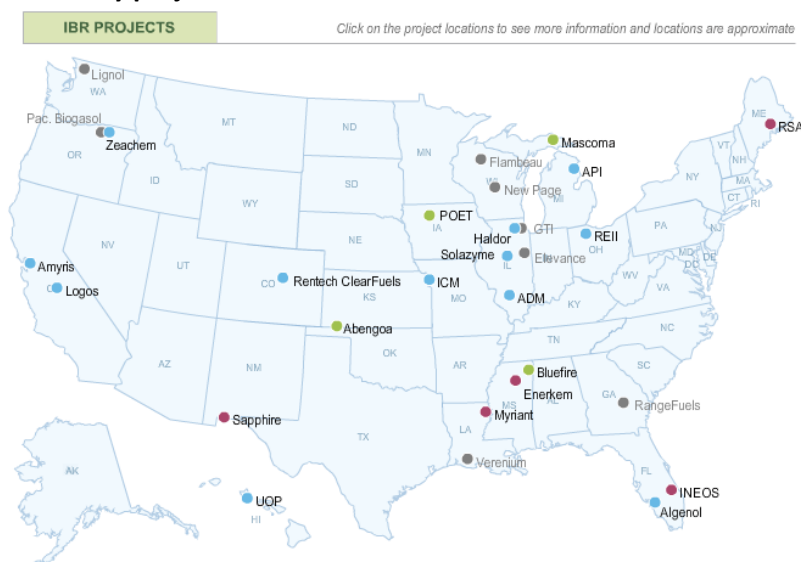 IBR PROJECTS
Click on the project locations to see more information and locations are approximate
Lignol
WA
ME
RSA
Pac. Biogasol
Zeachem
MT
ND
MN
Mascoma
VT
NH
OR
Flambeau
API
WI
MI
NY
MA
ID
SD
New Page
CT
RI
WY
POET
IA
GTI
Haldor
REII
PA
NJ
OH
NE
Solazyme
IL
Elevance
MD
DE
DC
NV
UT
Amyris
CO
Rentech ClearFuels
ICM
WV
VA
Logos
KS
MO
ADM
KY
Abengoa
NC
TN
OK
AZ
NM
AR
SC
Bluefire
Enerkem
MS
AL
GA
RangeFuels
Sapphire
Myriant
TX
LA
Verenium
AK
FL
INEOS
UOP
Algenol
HI